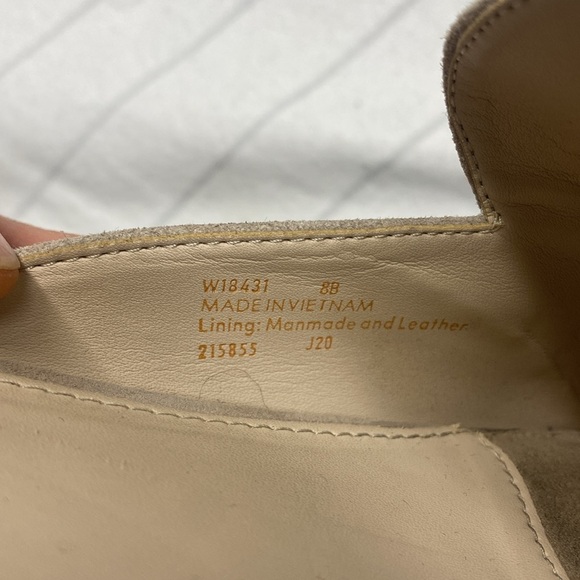 W18431 8B
MADE IN VIETNAM
Lining: Manmade and Leather
215855 J20